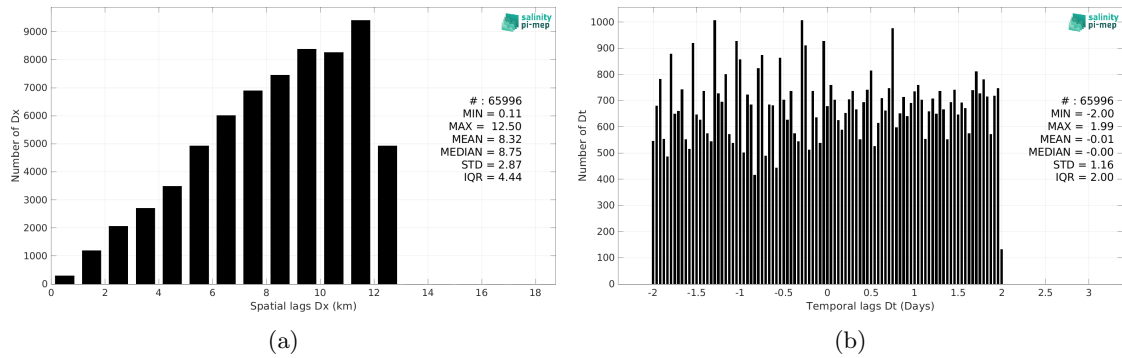 salinity
pi-mep
9000
8000
7000
6000
5000
4000
3000
2000
1000
0
Number of Dx
# : 65996
MIN = 0.11
MAX = 12.50
MEAN = 8.32
MEDIAN = 8.75
STD = 2.87
IQR = 4.44
0 2 4 6 8 10 12 14 16 18
Spatial lags Dx (km)
(a)
salinity
pi-mep
1000
900
800
700
600
500
400
300
200
100
0
Number of Dt
# : 65996
MIN = -2.00
MAX = 1.99
MEAN = -0.01
MEDIAN = -0.00
STD = 1.16
IQR = 2.00
-2 -1.5 -1 -0.5 0 0.5 1 1.5 2 2.5 3
Temporal lags Dt (Days)
(b)